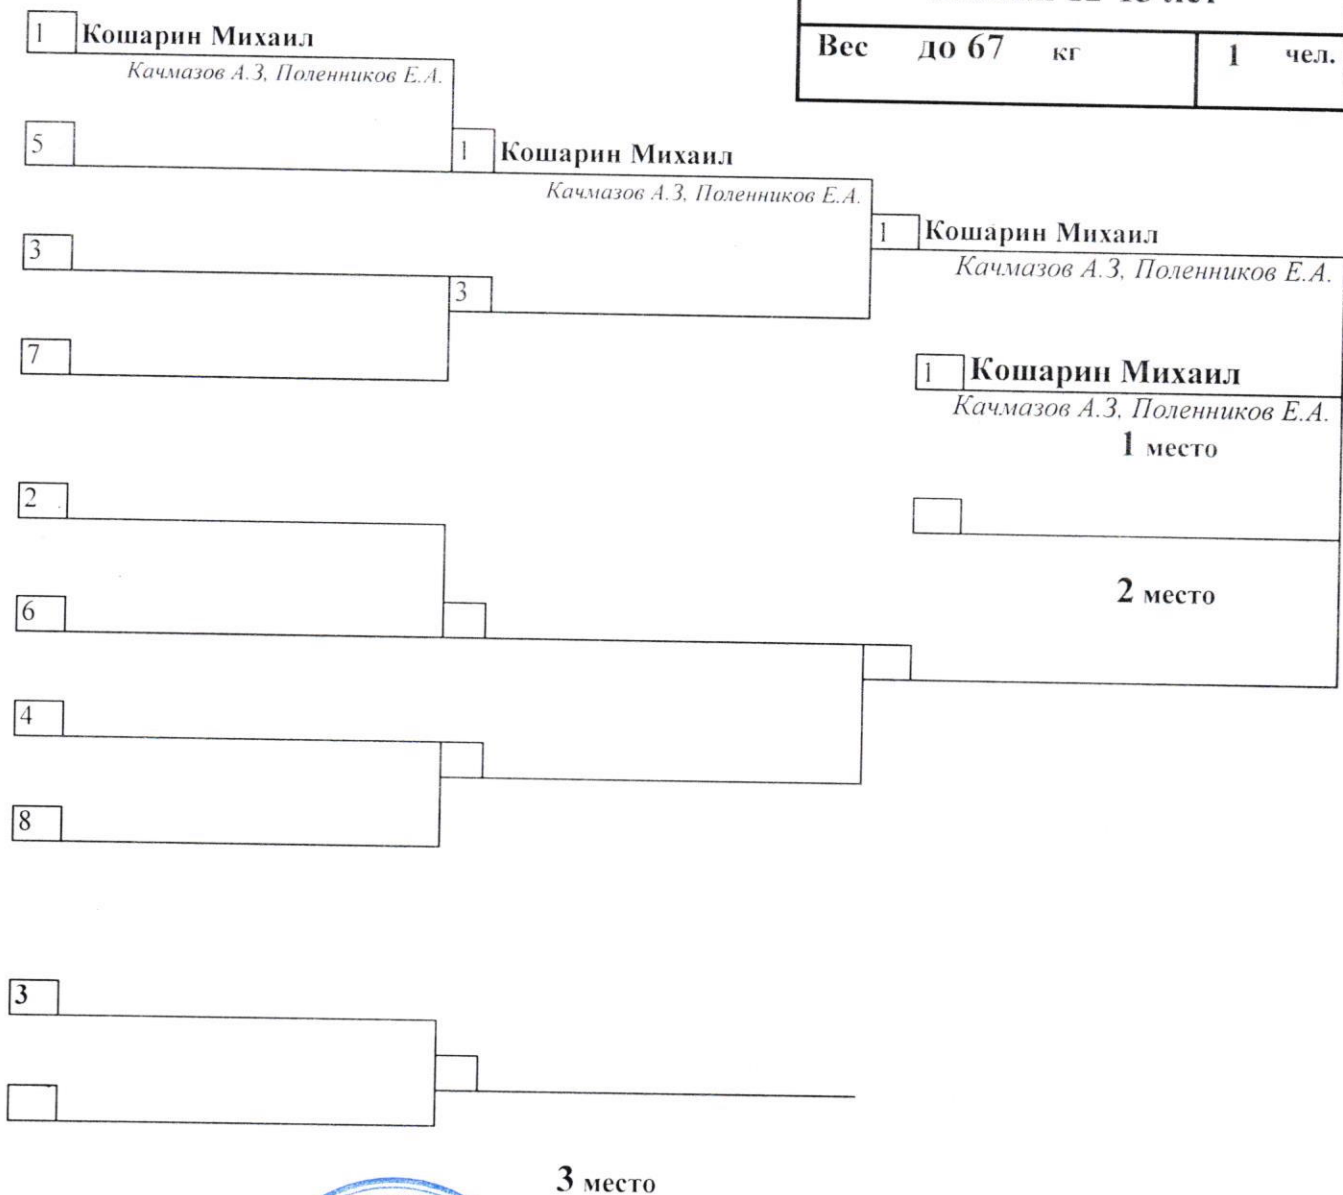 1 Кошарин Михаил
Качмазов А.З, Поленников Е.А.
Вес до 67 кг 1 чел.
5
1 Кошарин Михаил
Качмазов А.З, Поленников Е.А.
3
1 Кошарин Михаил
Качмазов А.З, Поленников Е.А.
3
7
1 Кошарин Михаил
Качмазов А.З, Поленников Е.А.
1 место
2
6
2 место
4
8
3
3 место